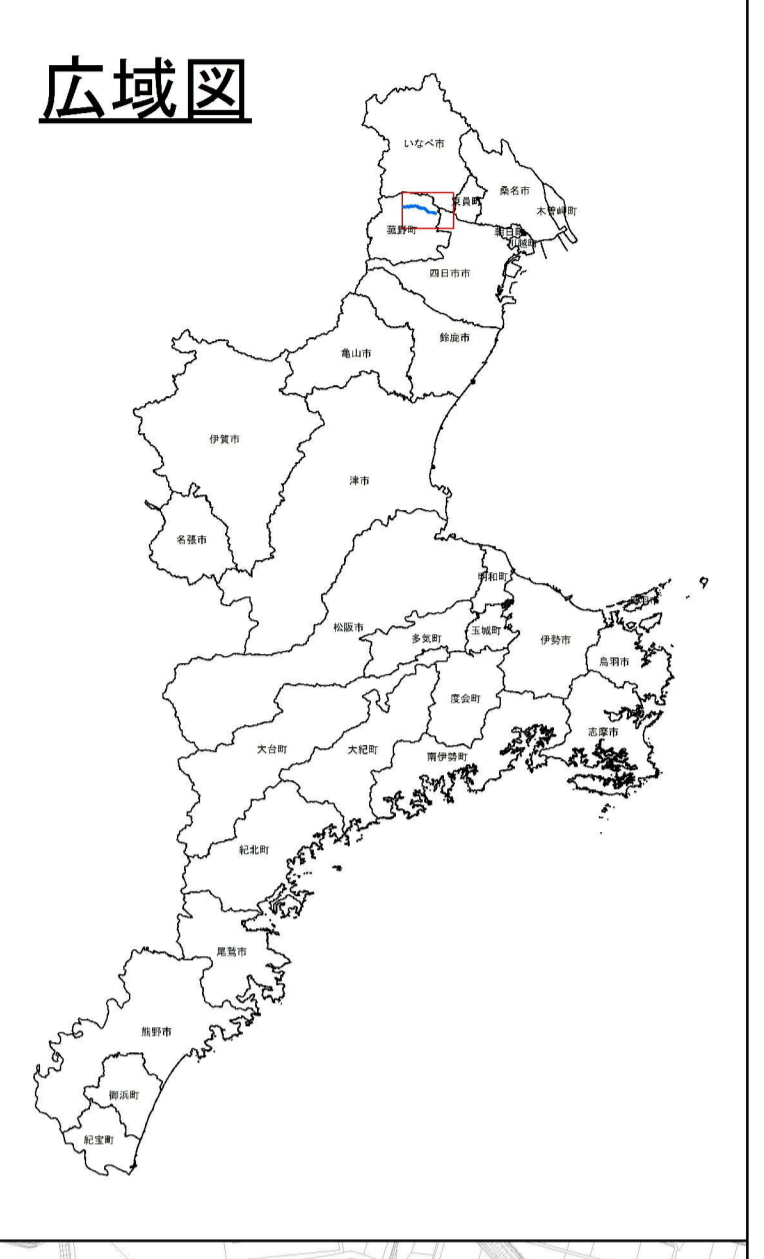 広域図
いなべ市
桑名市
東員町
木曽岬町
菰野町
朝日町
川越町
四日市市
鈴鹿市
亀山市
伊賀市
津市
名張市
明和町
松阪市
多気町
玉城町
伊勢市
鳥羽市
度会町
志摩市
大台町
大紀町
南伊勢町
紀北町
尾鷲市
熊野市
御浜町
紀宝町